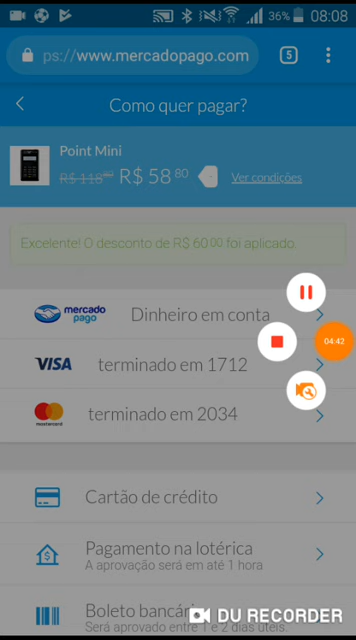 36% 08:08
ps://www.mercadopago.com
5
Como quer pagar?
Point Mini
R$ 118⁸⁰ R$ 58 80 Ver condições
Excelente! O desconto de R$ 60 00 foi aplicado.
mercado
pago
Dinheiro em conta
04:42
VISA terminado em 1712
mastercard
terminado em 2034
Cartão de crédito
Pagamento na lotérica
A aprovação será em até 1 hora
Boleto bancári
Será aprovado entre 1 e 2 dias úteis.
DU RECORDER